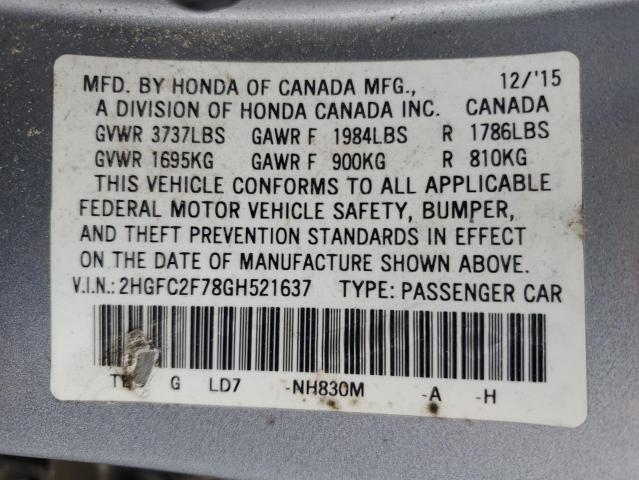 MFD. BY HONDA OF CANADA MFG., 12/'15
A DIVISION OF HONDA CANADA INC. CANADA
GVWR 3737LBS GAWR F 1984LBS R 1786LBS
GVWR 1695KG GAWR F 900KG R 810KG
THIS VEHICLE CONFORMS TO ALL APPLICABLE
FEDERAL MOTOR VEHICLE SAFETY, BUMPER,
AND THEFT PREVENTION STANDARDS IN EFFECT
ON THE DATE OF MANUFACTURE SHOWN ABOVE.
V.I.N.: 2HGFC2F78GH521637 TYPE: PASSENGER CAR
G LD7 -NH830M -A -H